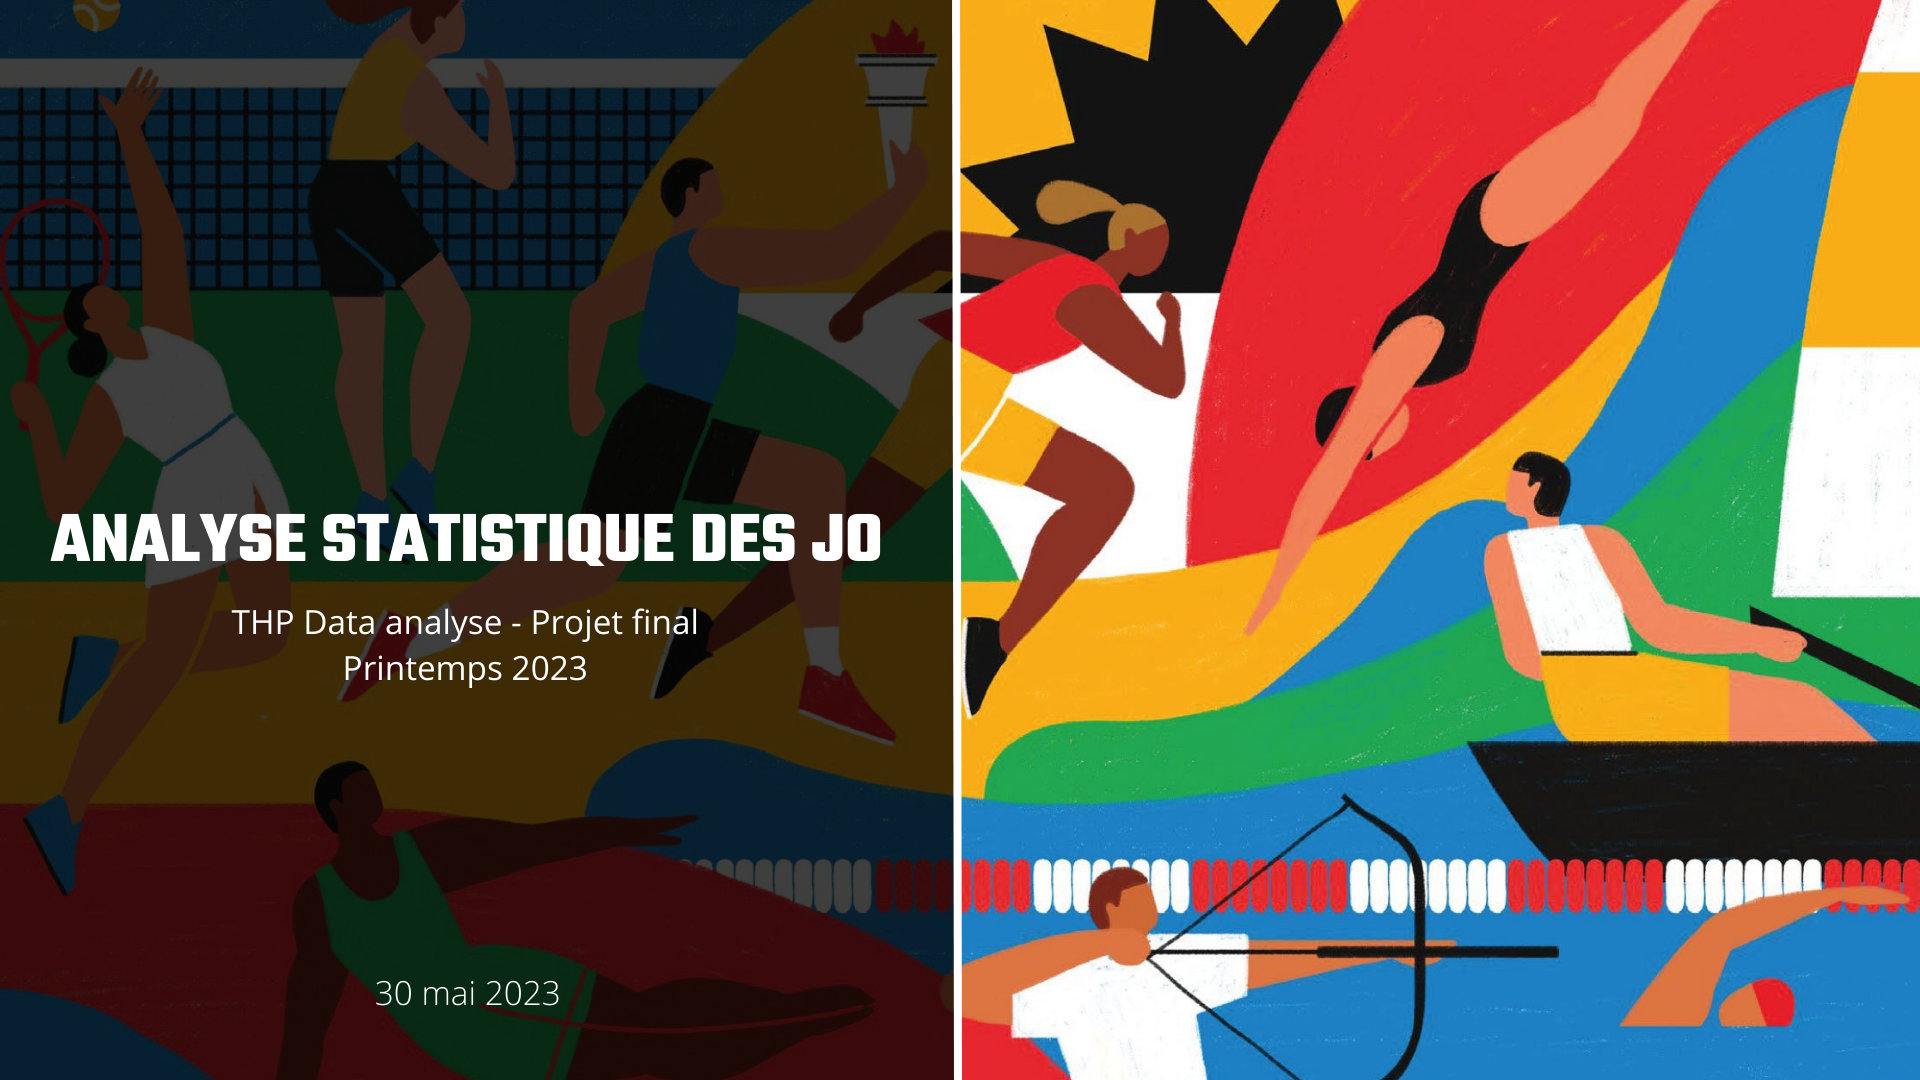 ANALYSE STATISTIQUE DES JO
THP Data analyse - Projet final
Printemps 2023
30 mai 2023